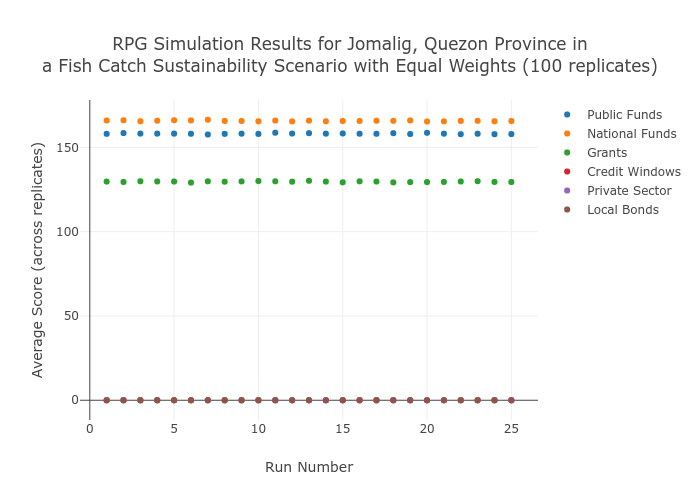 RPG Simulation Results for Jomalig, Quezon Province in
a Fish Catch Sustainability Scenario with Equal Weights (100 replicates)
Public Funds
National Funds
Grants
Credit Windows
Private Sector
Local Bonds
Average Score (across replicates)
150
100
50
0
0 5 10 15 20 25
Run Number